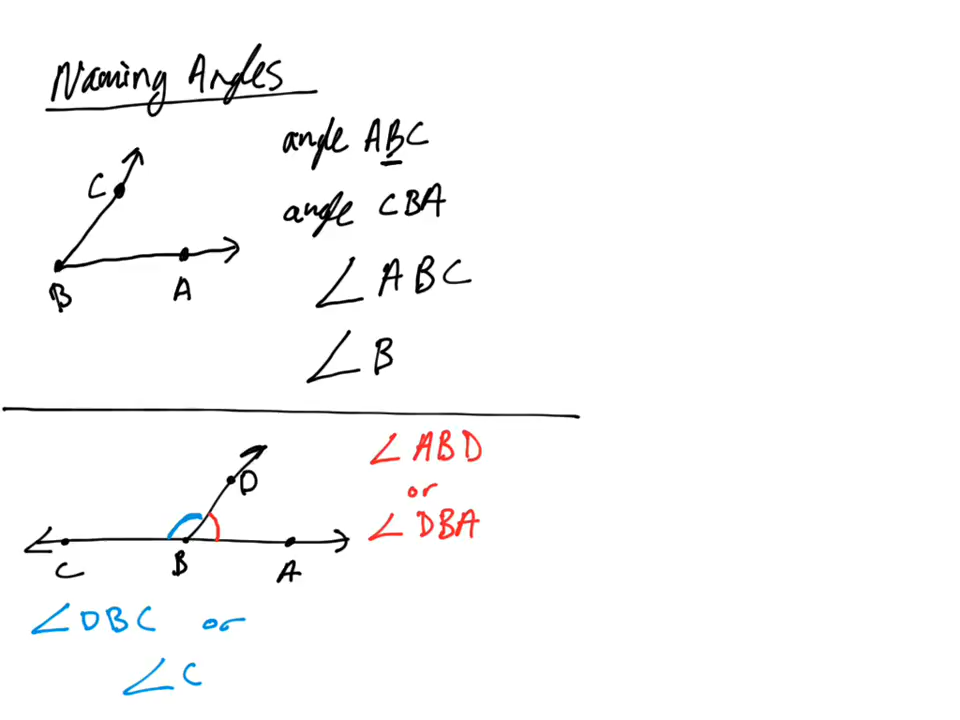 Naming Angles
angle ABC
C
angle CBA
∠ABC
B
A
∠B
∠ABD
D
or
∠DBA
C
B
A
∠DBC or
∠C